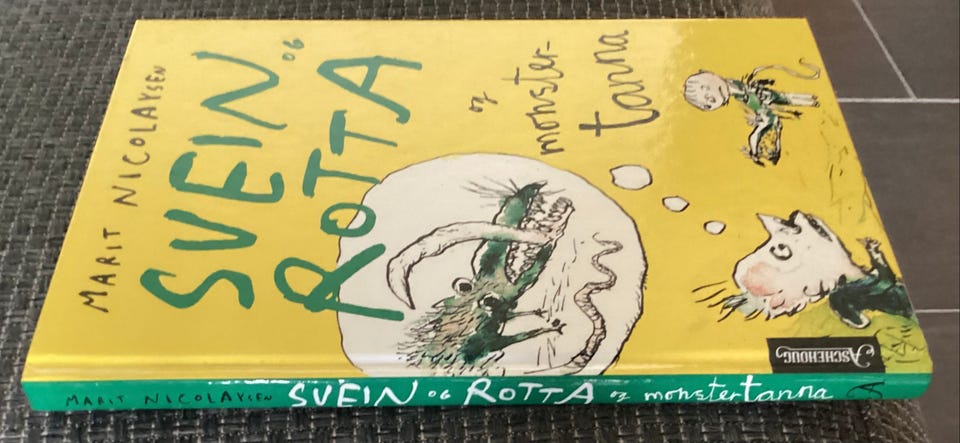 MARIT NICOLAYSEN
SVEIN OG
ROTTA
og
monster-
tanna
ASCHEHOUG
MARIT NICOLAYSEN SVEIN OG ROTTA og monstertanna